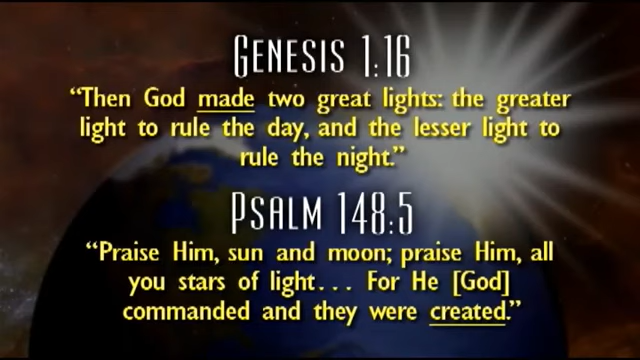 GENESIS 1:16
“Then God made two great lights: the greater
light to rule the day, and the lesser light to
rule the night.”
PSALM 148:5
“Praise Him, sun and moon; praise Him, all
you stars of light... For He [God]
commanded and they were created.”